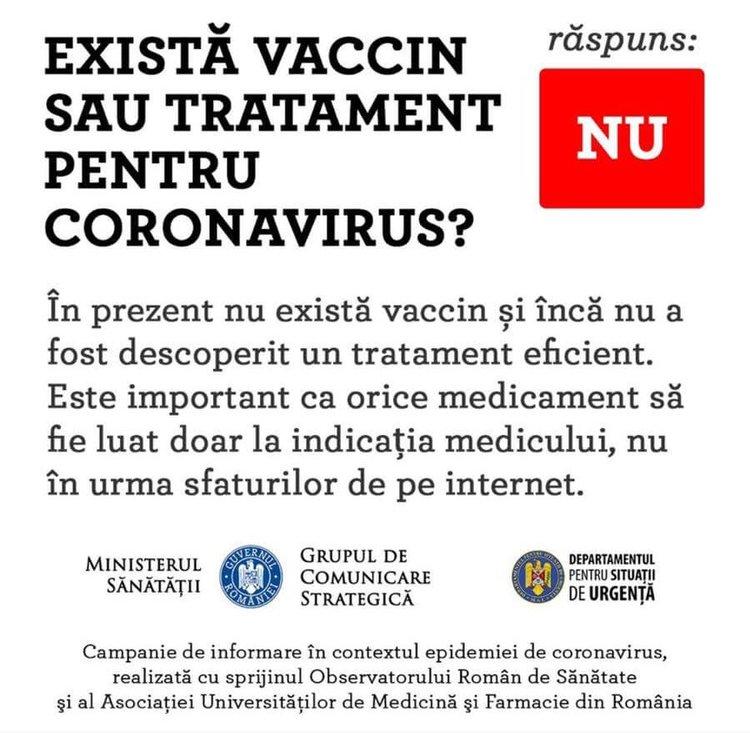 EXISTĂ VACCIN
SAU TRATAMENT
PENTRU
CORONAVIRUS?
răspuns:
NU
În prezent nu există vaccin și încă nu a
fost descoperit un tratament eficient.
Este important ca orice medicament să
fie luat doar la indicația medicului, nu
în urma sfaturilor de pe internet.
MINISTERUL
SĂNĂTĂȚII
GUVERNUL
ROMÂNIEI
GRUPUL DE
COMUNICARE
STRATEGICĂ
DEPARTAMENTUL
PENTRU SITUAȚII
DE URGENȚĂ
Campanie de informare în contextul epidemiei de coronavirus,
realizată cu sprijinul Observatorului Român de Sănătate
şi al Asociației Universităților de Medicină şi Farmacie din România